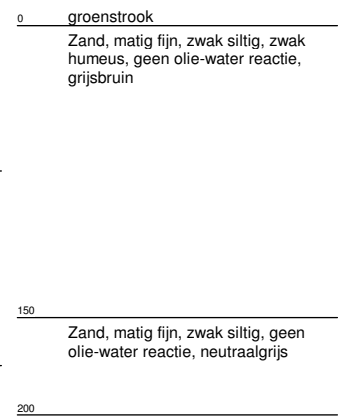 0 groenstrook
Zand, matig fijn, zwak siltig, zwak
humeus, geen olie-water reactie,
grijsbruin
150
Zand, matig fijn, zwak siltig, geen
olie-water reactie, neutraalgrijs
200